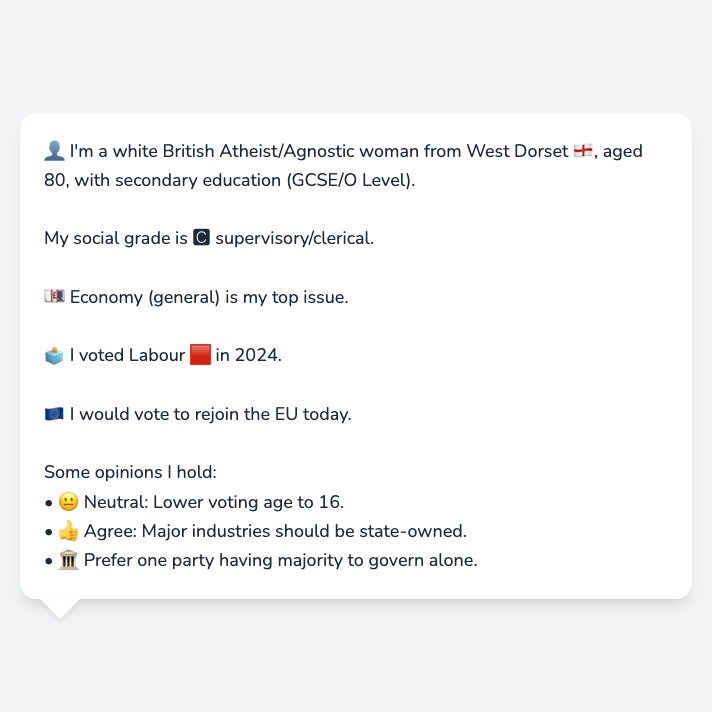 👤 I'm a white British Atheist/Agnostic woman from West Dorset 🏴󠁧󠁢󠁥󠁮󠁧󠁿, aged
80, with secondary education (GCSE/O Level).
My social grade is 🅲 supervisory/clerical.
💷 Economy (general) is my top issue.
🗳️ I voted Labour 🟥 in 2024.
🇪🇺 I would vote to rejoin the EU today.
Some opinions I hold:
• 😐 Neutral: Lower voting age to 16.
• 👍 Agree: Major industries should be state-owned.
• 🏛️ Prefer one party having majority to govern alone.